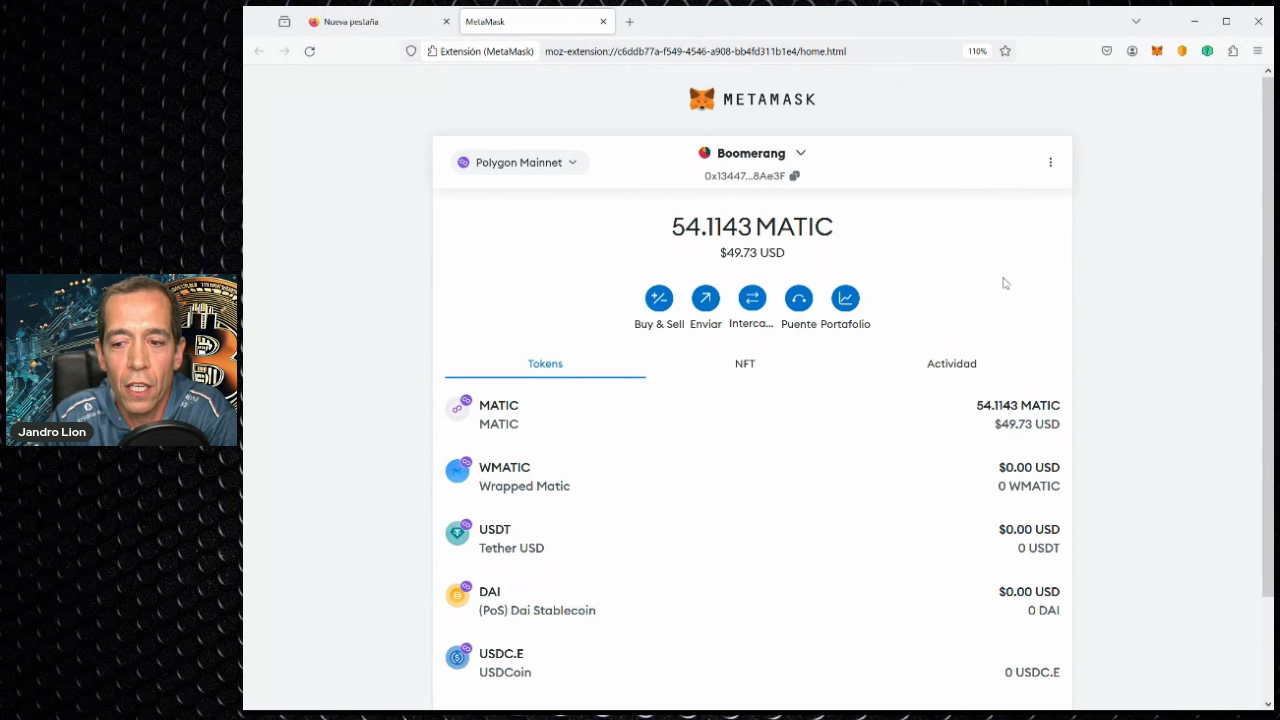 Nueva pestaña
MetaMask
Extensión (MetaMask)
moz-extension://c6ddb77a-f549-4546-a908-bb4fd311b1e4/home.html
110%
METAMASK
Polygon Mainnet
Boomerang
0x13447...8Ae3F
54.1143 MATIC
$49.73 USD
Buy & Sell
Enviar
Interca...
Puente
Portafolio
Tokens
NFT
Actividad
MATIC
54.1143 MATIC
MATIC
$49.73 USD
WMATIC
$0.00 USD
Wrapped Matic
0 WMATIC
USDT
$0.00 USD
Tether USD
0 USDT
DAI
$0.00 USD
(PoS) Dai Stablecoin
0 DAI
USDC.E
USDCoin
0 USDC.E
Jandro Lion